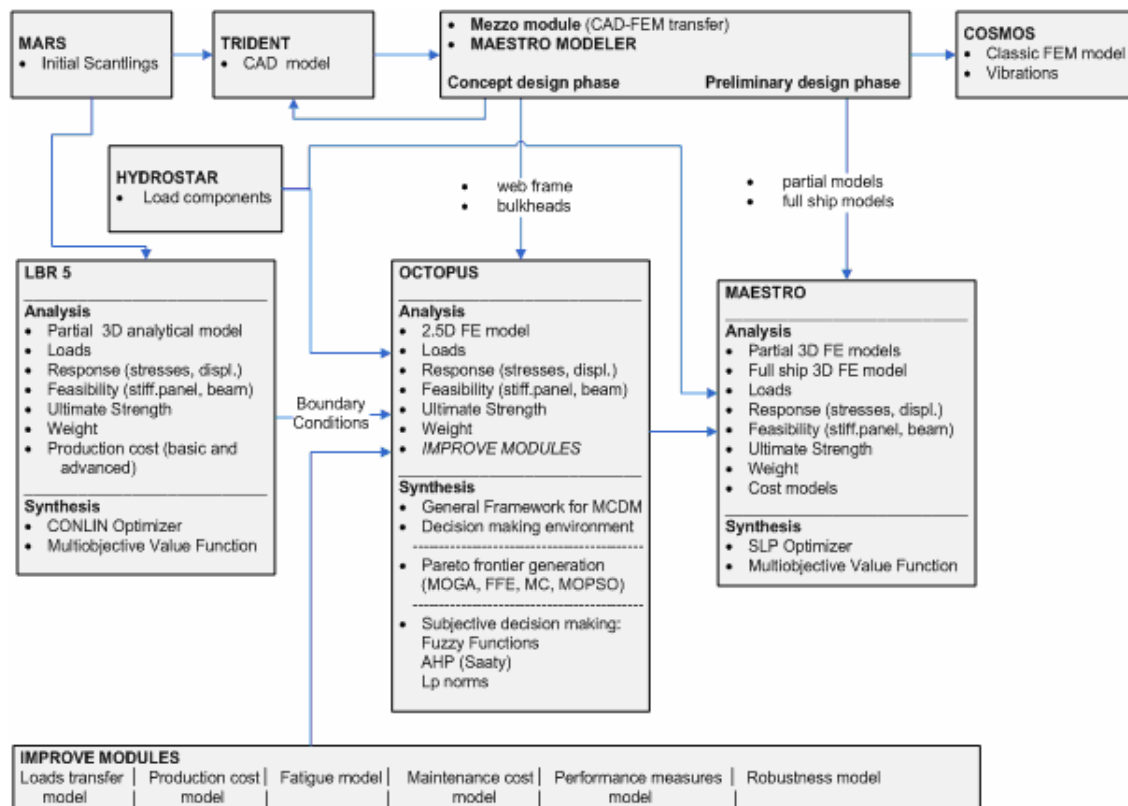 MARS
• Initial Scantlings
TRIDENT
• CAD model
• Mezzo module (CAD-FEM transfer)
• MAESTRO MODELER
Concept design phase
Preliminary design phase
COSMOS
• Classic FEM model
• Vibrations
HYDROSTAR
• Load components
• web frame
• bulkheads
• partial models
• full ship models
LBR 5
Analysis
• Partial 3D analytical model
• Loads
• Response (stresses, displ.)
• Feasibility (stiff.panel, beam)
• Ultimate Strength
• Weight
• Production cost (basic and
advanced)
Synthesis
• CONLIN Optimizer
• Multiobjective Value Function
Boundary
Conditions
OCTOPUS
Analysis
• 2.5D FE model
• Loads
• Response (stresses, displ.)
• Feasibility (stiff.panel, beam)
• Ultimate Strength
• Weight
• IMPROVE MODULES
Synthesis
• General Framework for MCDM
• Decision making environment
• Pareto frontier generation
(MOGA, FFE, MC, MOPSO)
• Subjective decision making:
Fuzzy Functions
AHP (Saaty)
Lp norms
MAESTRO
Analysis
• Partial 3D FE models
• Full ship 3D FE model
• Loads
• Response (stresses, displ.)
• Feasibility (stiff.panel, beam)
• Ultimate Strength
• Weight
• Cost models
Synthesis
• SLP Optimizer
• Multiobjective Value Function
IMPROVE MODULES
Loads transfer
model
Production cost
model
Fatigue model
Maintenance cost
model
Performance measures
model
Robustness model